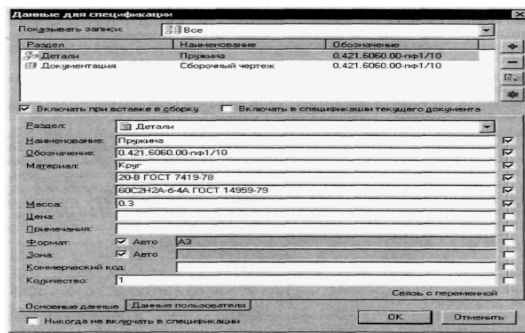 Данные для спецификации
Показывать записи: Все
Раздел Наименование Обозначение
Детали Пружина 0.421.6060.00-пф1/10
Документация Сборочный чертеж 0.421.6060.00-пф1/10
Включать при вставке в сборку Включать в спецификации текущего документа
Раздел: Детали
Наименование: Пружина
Обозначение: 0.421.6060.00-пф1/10
Материал: Круг
20-В ГОСТ 7419-78
60С2Н2А-б-4А ГОСТ 14959-79
Масса: 0.3
Цена:
Примечания:
Формат: Авто А3
Зона: Авто
Коммерческий код:
Количество: 1
Связь с переменной
Основные данные Данные пользователя
Никогда не включать в спецификации OK Отменить